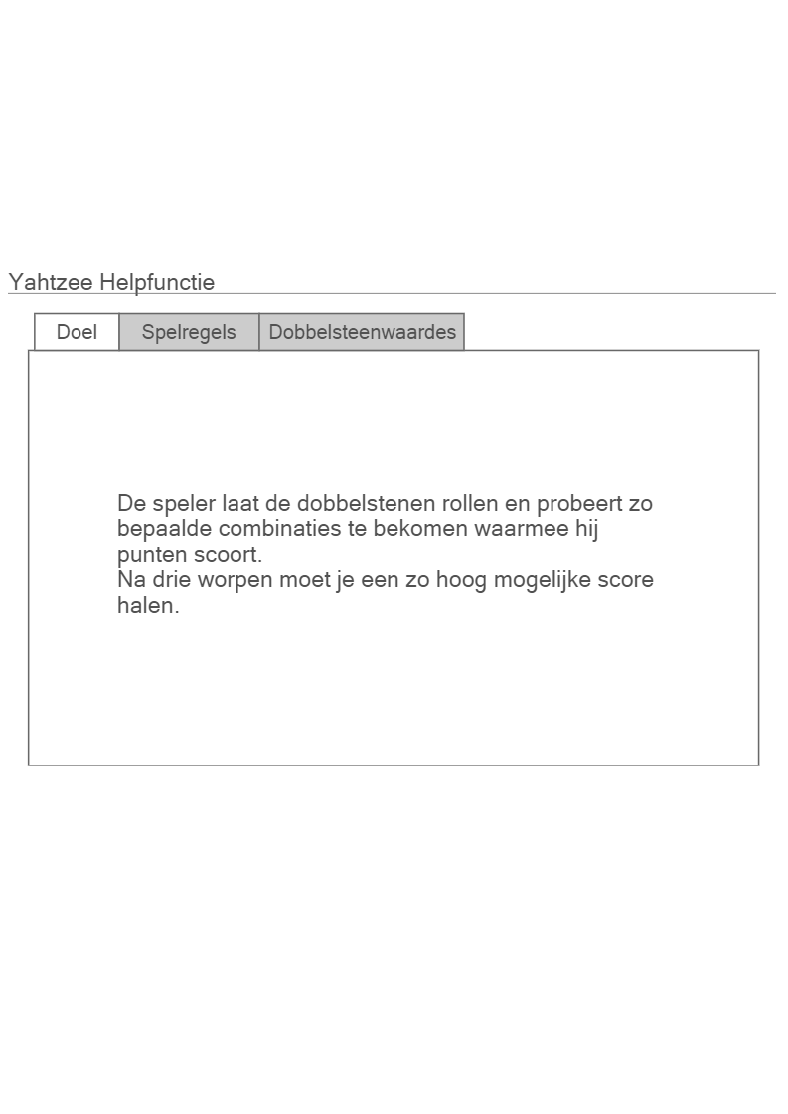 Yahtzee Helpfunctie
Doel Spelregels Dobbelsteenwaardes
De speler laat de dobbelstenen rollen en probeert zo
bepaalde combinaties te bekomen waarmee hij
punten scoort.
Na drie worpen moet je een zo hoog mogelijke score
halen.